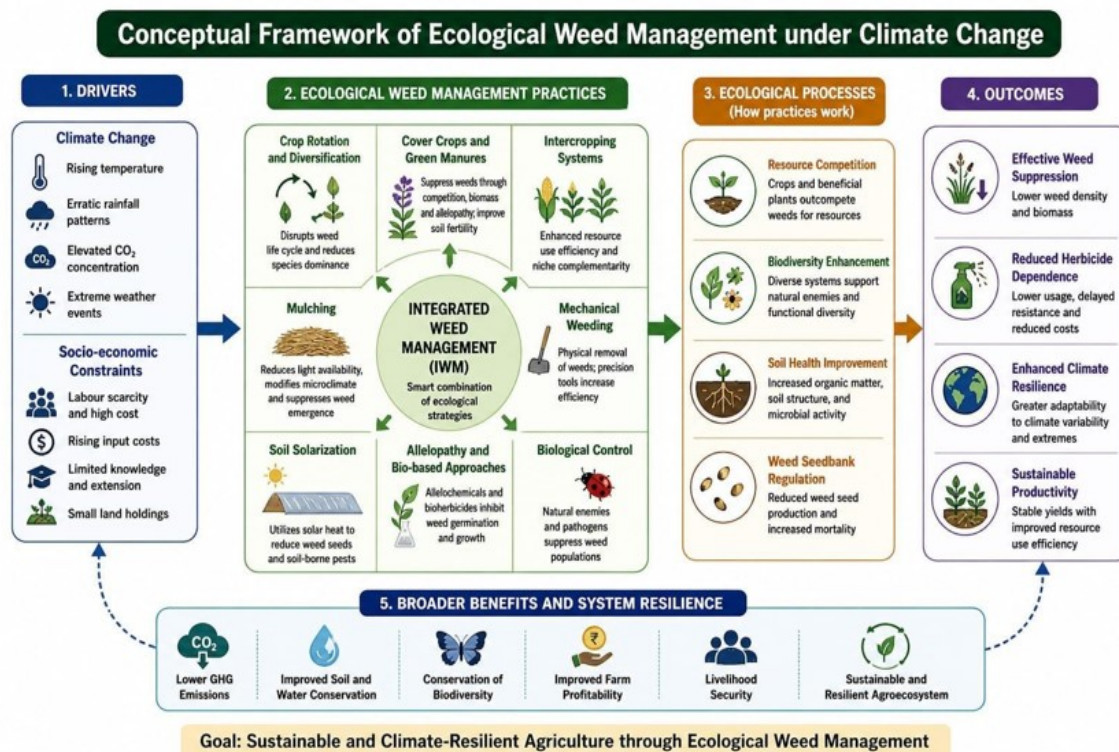 Conceptual Framework of Ecological Weed Management under Climate Change
1. DRIVERS
Climate Change
Rising temperature
Erratic rainfall
patterns
CO₂
Elevated CO₂
concentration
Extreme weather
events
Socio-economic
Constraints
Labour scarcity
and high cost
$
Rising input costs
Limited knowledge
and extension
Small land holdings
2. ECOLOGICAL WEED MANAGEMENT PRACTICES
Crop Rotation
and Diversification
Disrupts weed
life cycle and reduces
species dominance
Cover Crops and
Green Manures
Suppress weeds through
competition, biomass
and allelopathy; improve
soil fertility
Intercropping
Systems
Enhanced resource
use efficiency and
niche complementarity
Mulching
Reduces light availability,
modifies microclimate
and suppresses weed
emergence
INTEGRATED
WEED
MANAGEMENT
(IWM)
Smart combination
of ecological
strategies
Mechanical
Weeding
Physical removal
of weeds; precision
tools increase
efficiency
Soil Solarization
Utilizes solar heat to
reduce weed seeds
and soil-borne pests
Allelopathy and
Bio-based Approaches
Allelochemicals and
bioherbicides inhibit
weed germination
and growth
Biological Control
Natural enemies
and pathogens
suppress weed
populations
3. ECOLOGICAL PROCESSES
(How practices work)
Resource Competition
Crops and beneficial
plants outcompete
weeds for resources
Biodiversity Enhancement
Diverse systems support
natural enemies and
functional diversity
Soil Health Improvement
Increased organic matter,
soil structure, and
microbial activity
Weed Seedbank
Regulation
Reduced weed seed
production and
increased mortality
4. OUTCOMES
Effective Weed
Suppression
Lower weed density
and biomass
Reduced Herbicide
Dependence
Lower usage, delayed
resistance and
reduced costs
Enhanced Climate
Resilience
Greater adaptability
to climate variability
and extremes
Sustainable
Productivity
Stable yields with
improved resource
use efficiency
5. BROADER BENEFITS AND SYSTEM RESILIENCE
CO₂
Lower GHG
Emissions
Improved Soil and
Water Conservation
Conservation of
Biodiversity
₹
Improved Farm
Profitability
Livelihood
Security
Sustainable and
Resilient Agroecosystem
Goal: Sustainable and Climate-Resilient Agriculture through Ecological Weed Management